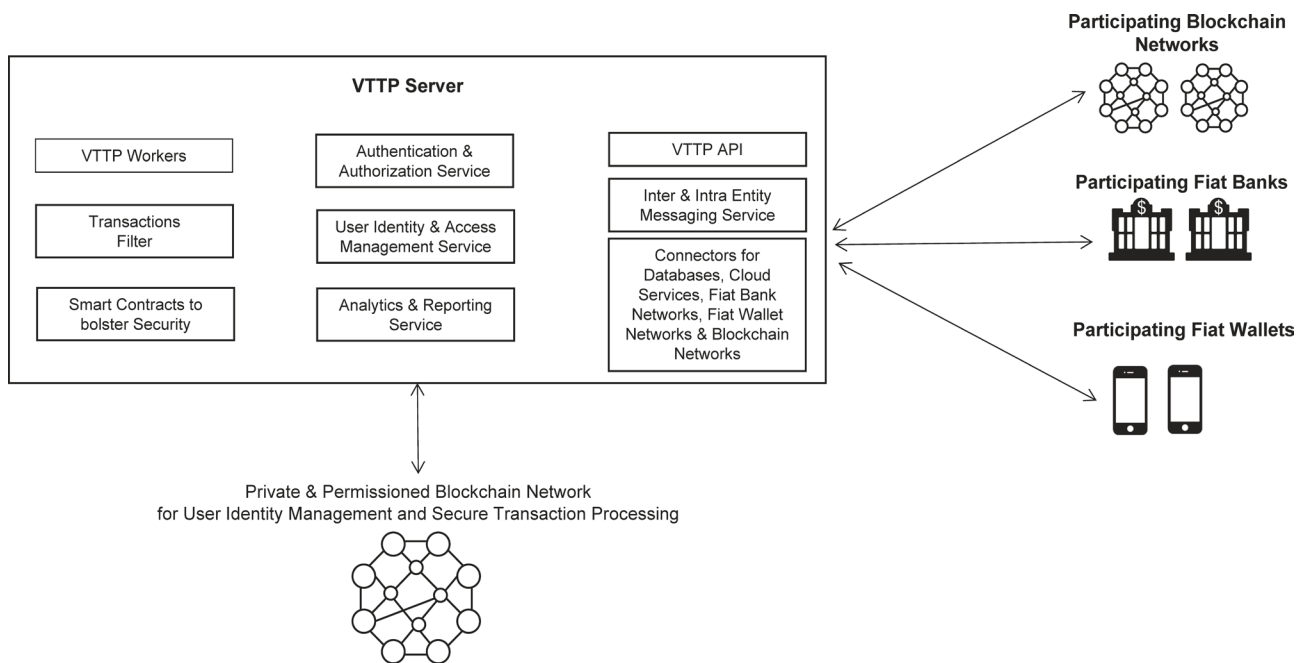 Participating Blockchain
Networks
VTTP Server
VTTP Workers
Transactions
Filter
Smart Contracts to
bolster Security
Authentication &
Authorization Service
User Identity & Access
Management Service
Analytics & Reporting
Service
VTTP API
Inter & Intra Entity
Messaging Service
Connectors for
Databases, Cloud
Services, Fiat Bank
Networks, Fiat Wallet
Networks & Blockchain
Networks
Participating Fiat Banks
$ $
Participating Fiat Wallets
Private & Permissioned Blockchain Network
for User Identity Management and Secure Transaction Processing